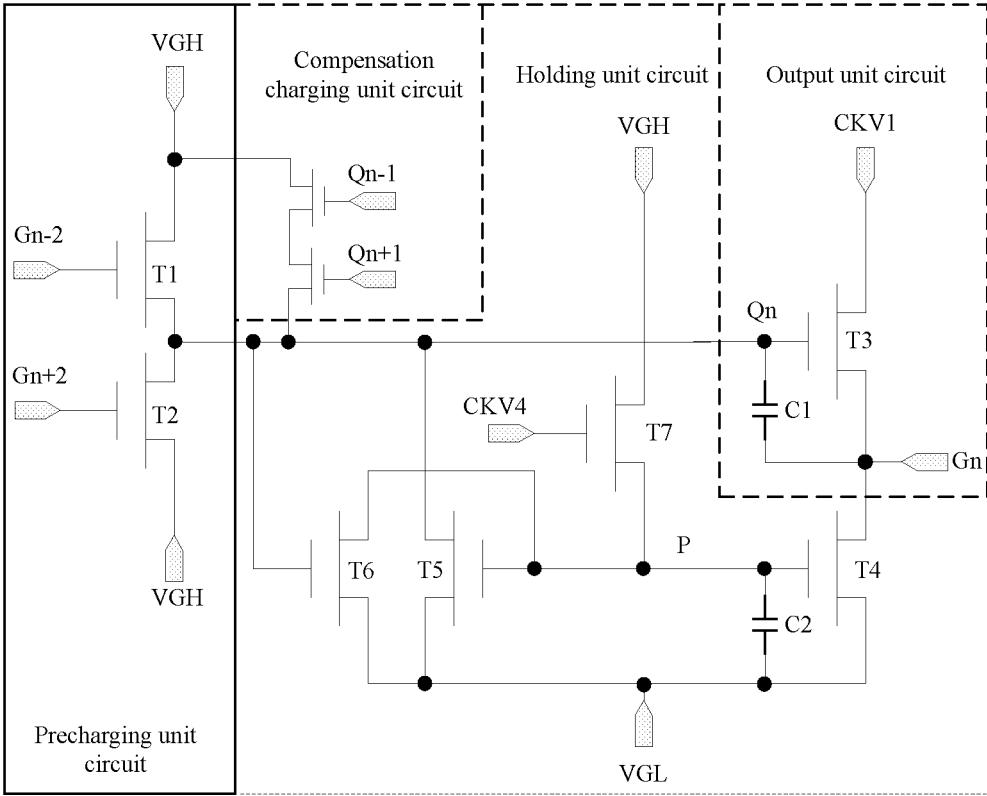 VGH
Compensation
charging unit circuit
Holding unit circuit
Output unit circuit
VGH
CKV1
Qn-1
Gn-2
Qn+1
T1
Qn
T3
Gn+2
T2
CKV4
T7
C1
Gn
P
T6
T5
T4
VGH
C2
Precharging unit
circuit
VGL